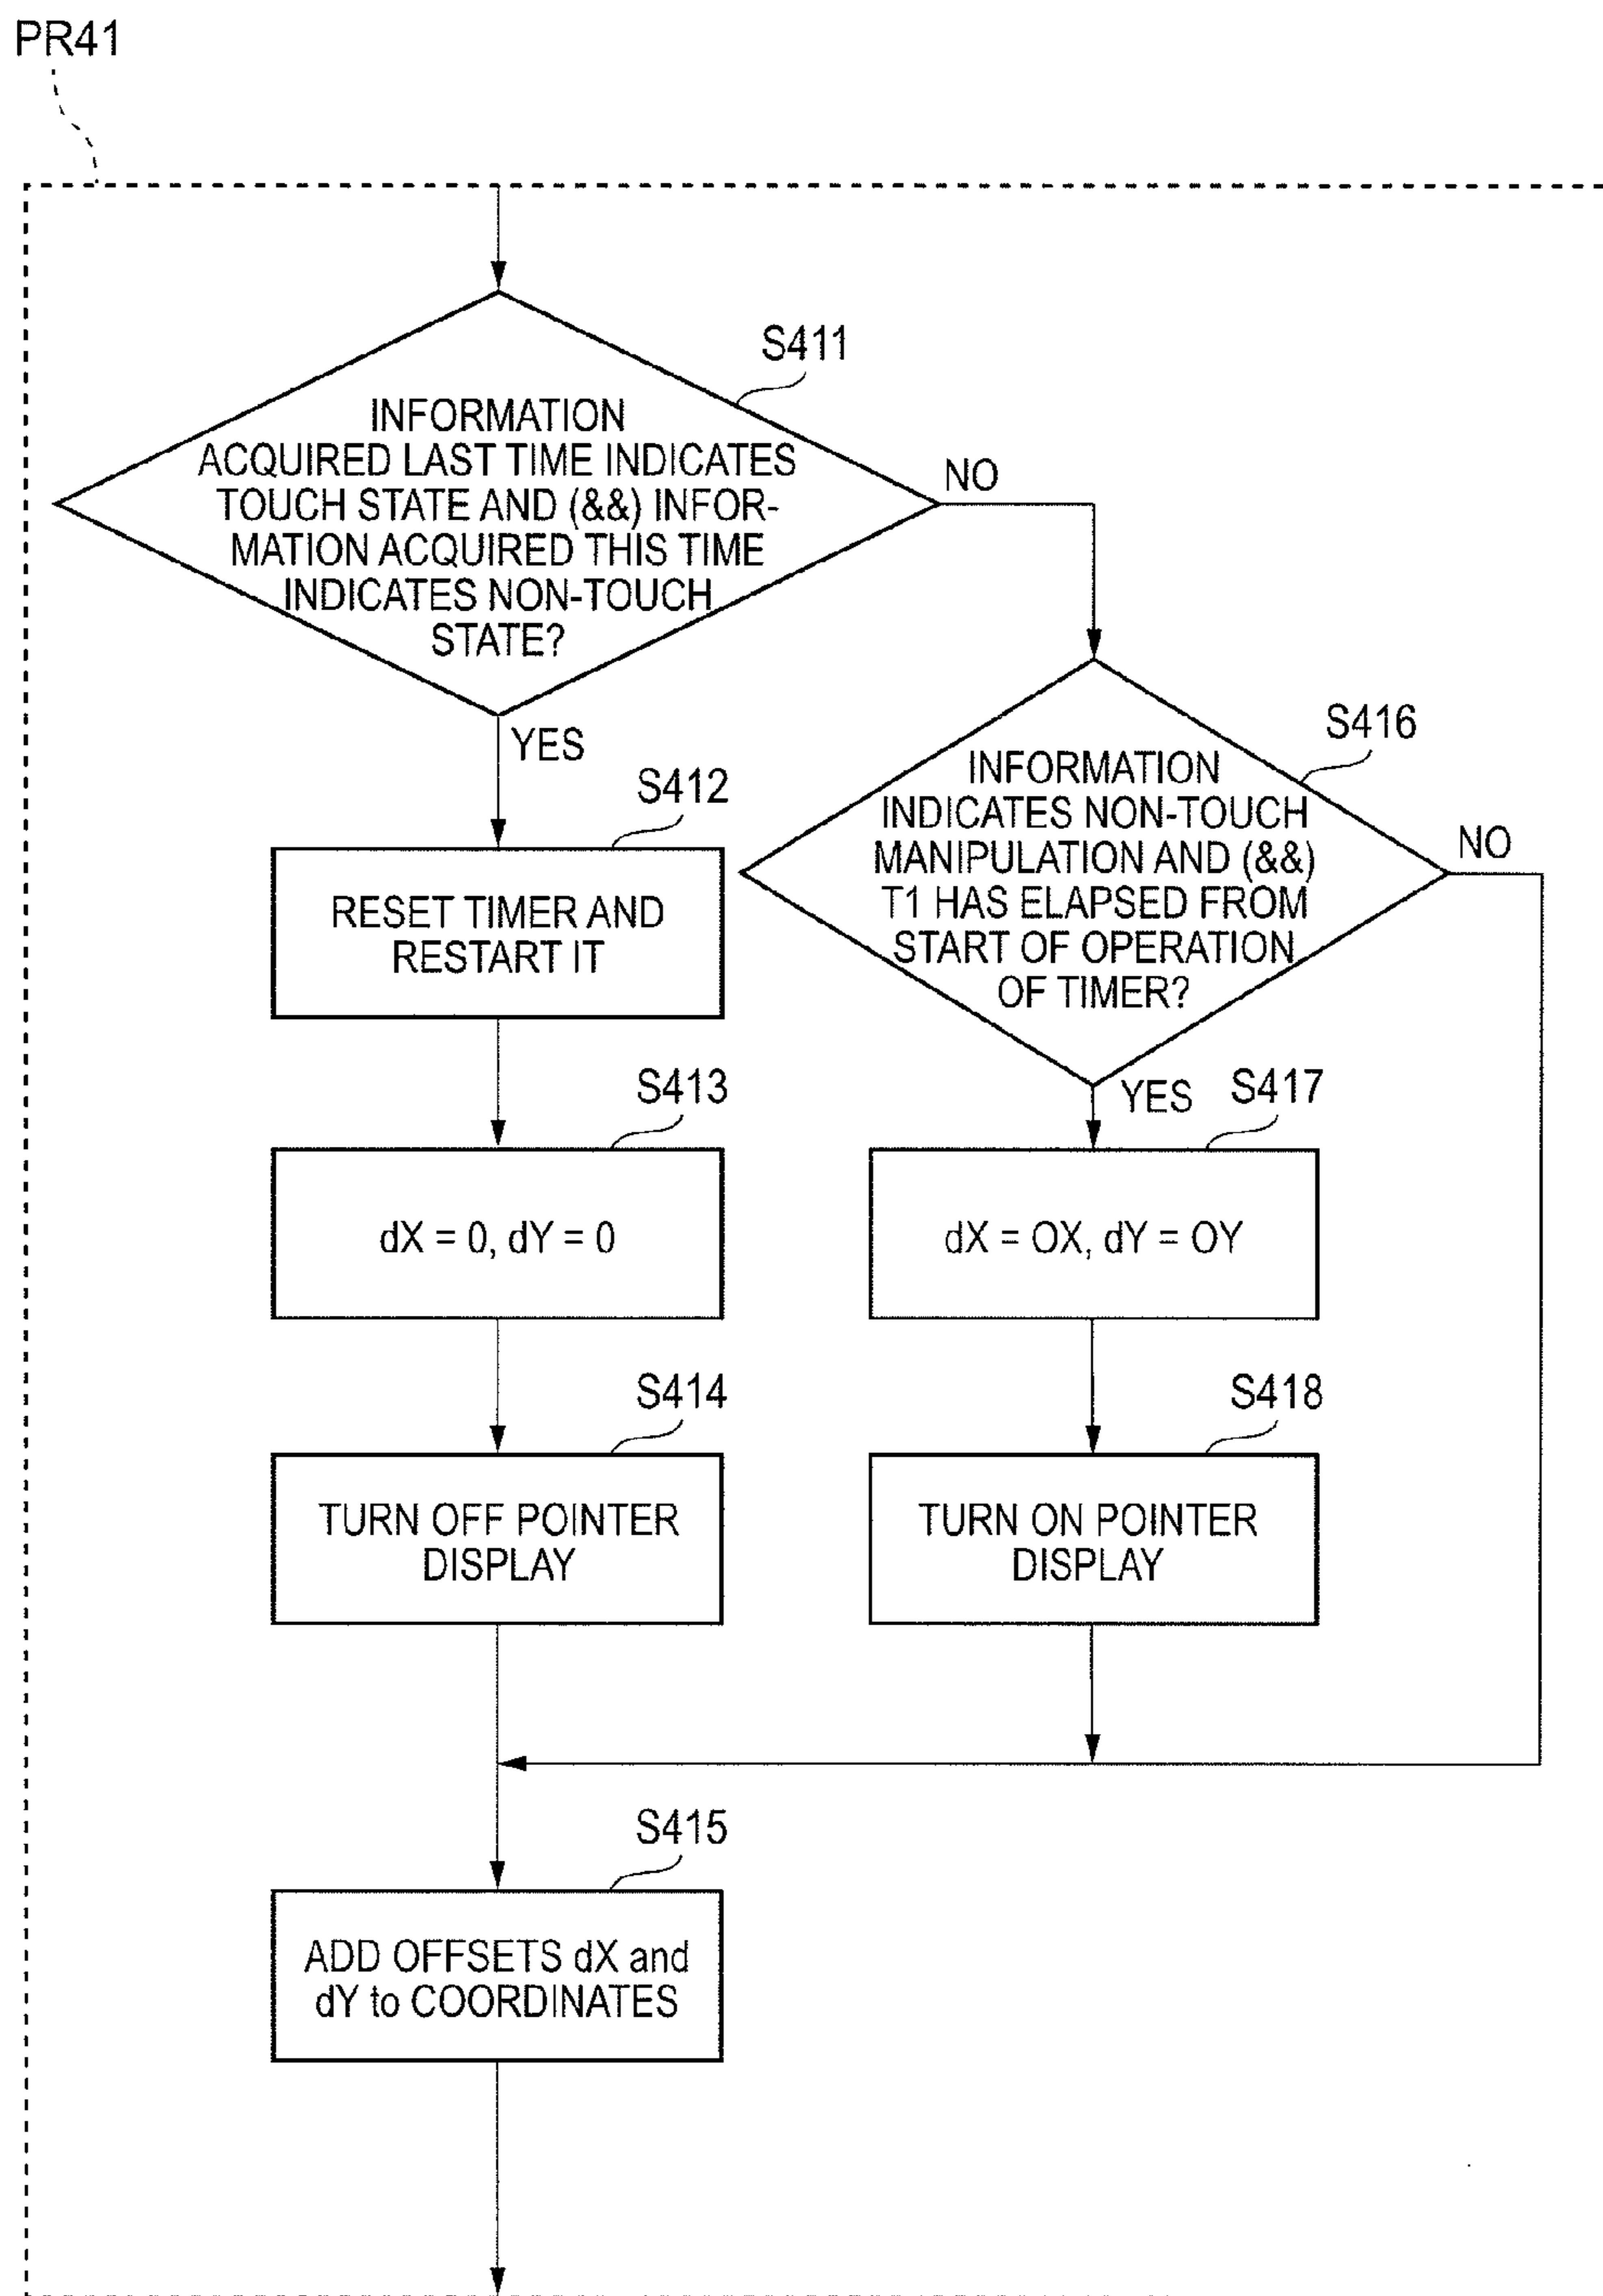 PR41
S411
INFORMATION
ACQUIRED LAST TIME INDICATES
TOUCH STATE AND (&&) INFOR-
MATION ACQUIRED THIS TIME
INDICATES NON-TOUCH
STATE?
NO
YES
S416
INFORMATION
INDICATES NON-TOUCH
MANIPULATION AND (&&)
T1 HAS ELAPSED FROM
START OF OPERATION
OF TIMER?
NO
YES
S412
RESET TIMER AND
RESTART IT
S413
dX = 0, dY = 0
S417
dX = OX, dY = OY
S414
TURN OFF POINTER
DISPLAY
S418
TURN ON POINTER
DISPLAY
S415
ADD OFFSETS dX and
dY to COORDINATES